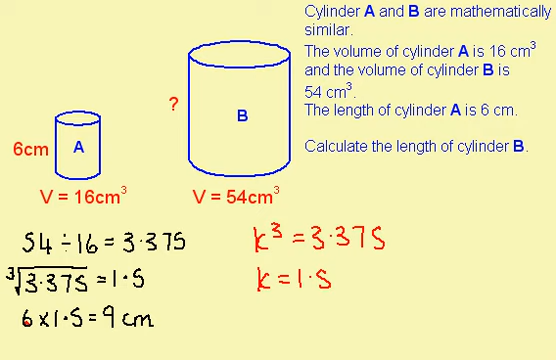 Cylinder A and B are mathematically
similar.
The volume of cylinder A is 16 cm³
and the volume of cylinder B is
54 cm³.
The length of cylinder A is 6 cm.
Calculate the length of cylinder B.
?
B
6cm
A
V = 16cm³
V = 54cm³
54 ÷ 16 = 3·375
k³ = 3·375
³√3·375 = 1·5
k = 1·5
6 x 1·5 = 9 cm